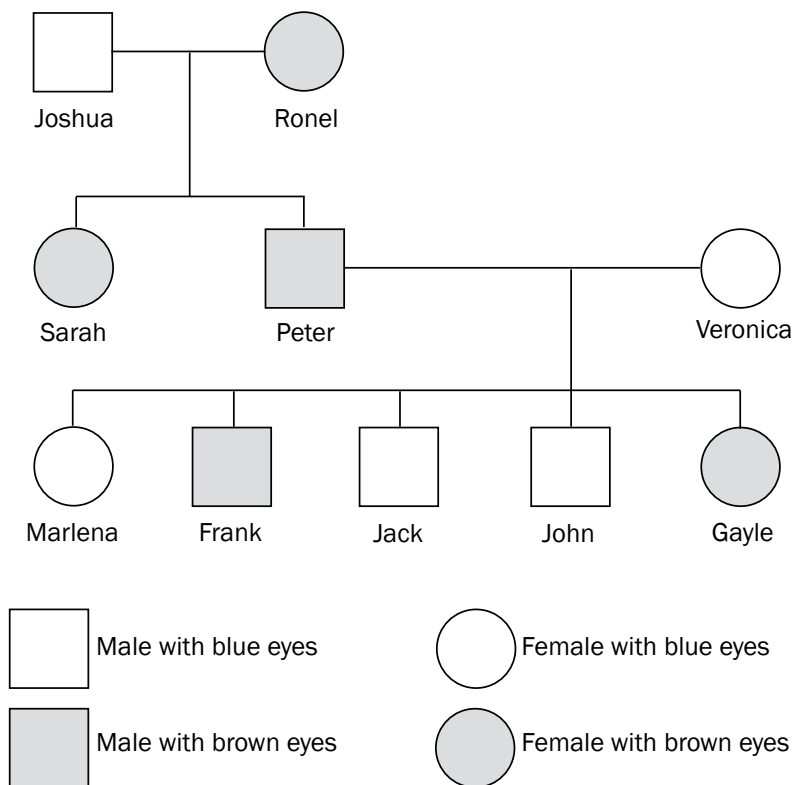 Joshua Ronel
Sarah Peter Veronica
Marlena Frank Jack John Gayle
Male with blue eyes Female with blue eyes
Male with brown eyes Female with brown eyes